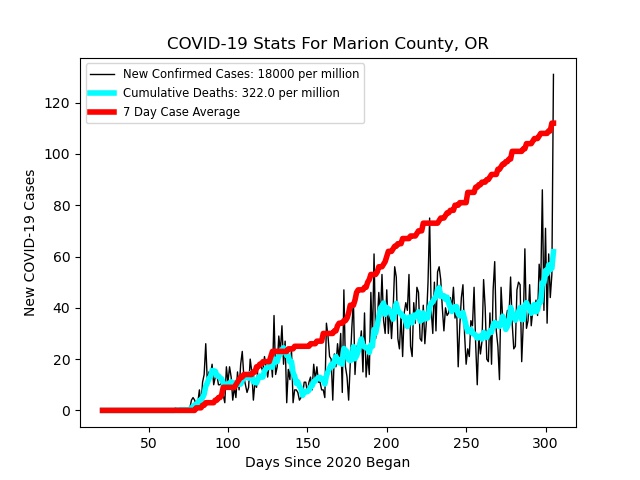 COVID-19 Stats For Marion County, OR
New Confirmed Cases: 18000 per million
Cumulative Deaths: 322.0 per million
7 Day Case Average
New COVID-19 Cases
120
100
80
60
40
20
0
50 100 150 200 250 300
Days Since 2020 Began